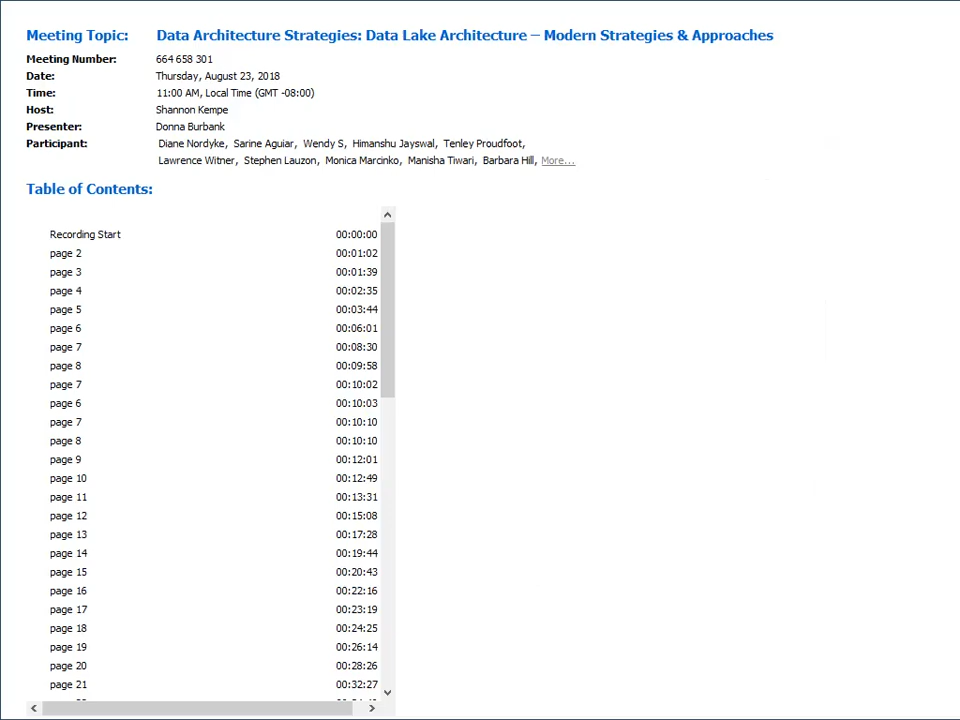 Meeting Topic: Data Architecture Strategies: Data Lake Architecture – Modern Strategies & Approaches
Meeting Number: 664 658 301
Date: Thursday, August 23, 2018
Time: 11:00 AM, Local Time (GMT -08:00)
Host: Shannon Kempe
Presenter: Donna Burbank
Participant: Diane Nordyke, Sarine Aguiar, Wendy S, Himanshu Jayswal, Tenley Proudfoot,
Lawrence Witner, Stephen Lauzon, Monica Marcinko, Manisha Tiwari, Barbara Hill, More...
Table of Contents:
Recording Start 00:00:00
page 2 00:01:02
page 3 00:01:39
page 4 00:02:35
page 5 00:03:44
page 6 00:06:01
page 7 00:08:30
page 8 00:09:58
page 7 00:10:02
page 6 00:10:03
page 7 00:10:10
page 8 00:10:10
page 9 00:12:01
page 10 00:12:49
page 11 00:13:31
page 12 00:15:08
page 13 00:17:28
page 14 00:19:44
page 15 00:20:43
page 16 00:22:16
page 17 00:23:19
page 18 00:24:25
page 19 00:26:14
page 20 00:28:26
page 21 00:32:27